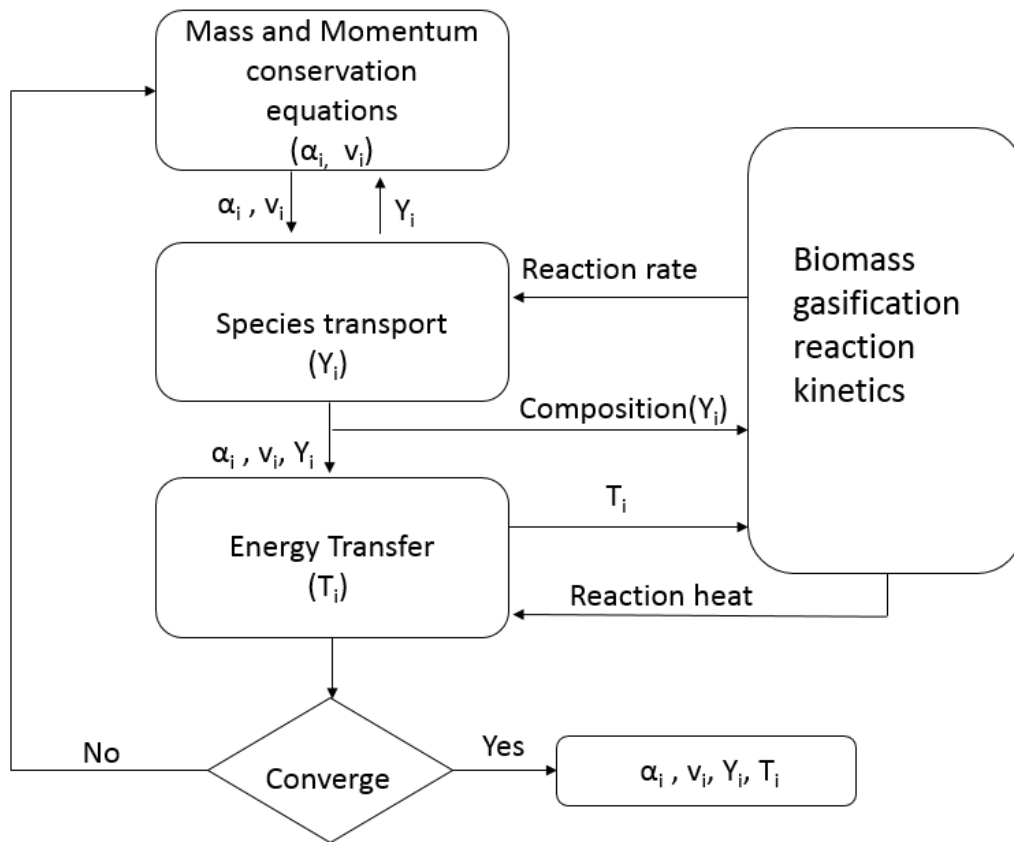 Mass and Momentum
conservation
equations
(αᵢ, vᵢ)
αᵢ , vᵢ
Yᵢ
Species transport
(Yᵢ)
Reaction rate
Biomass
gasification
reaction
kinetics
Composition(Yᵢ)
αᵢ , vᵢ, Yᵢ
Energy Transfer
(Tᵢ)
Tᵢ
Reaction heat
No
Converge
Yes
αᵢ , vᵢ, Yᵢ, Tᵢ